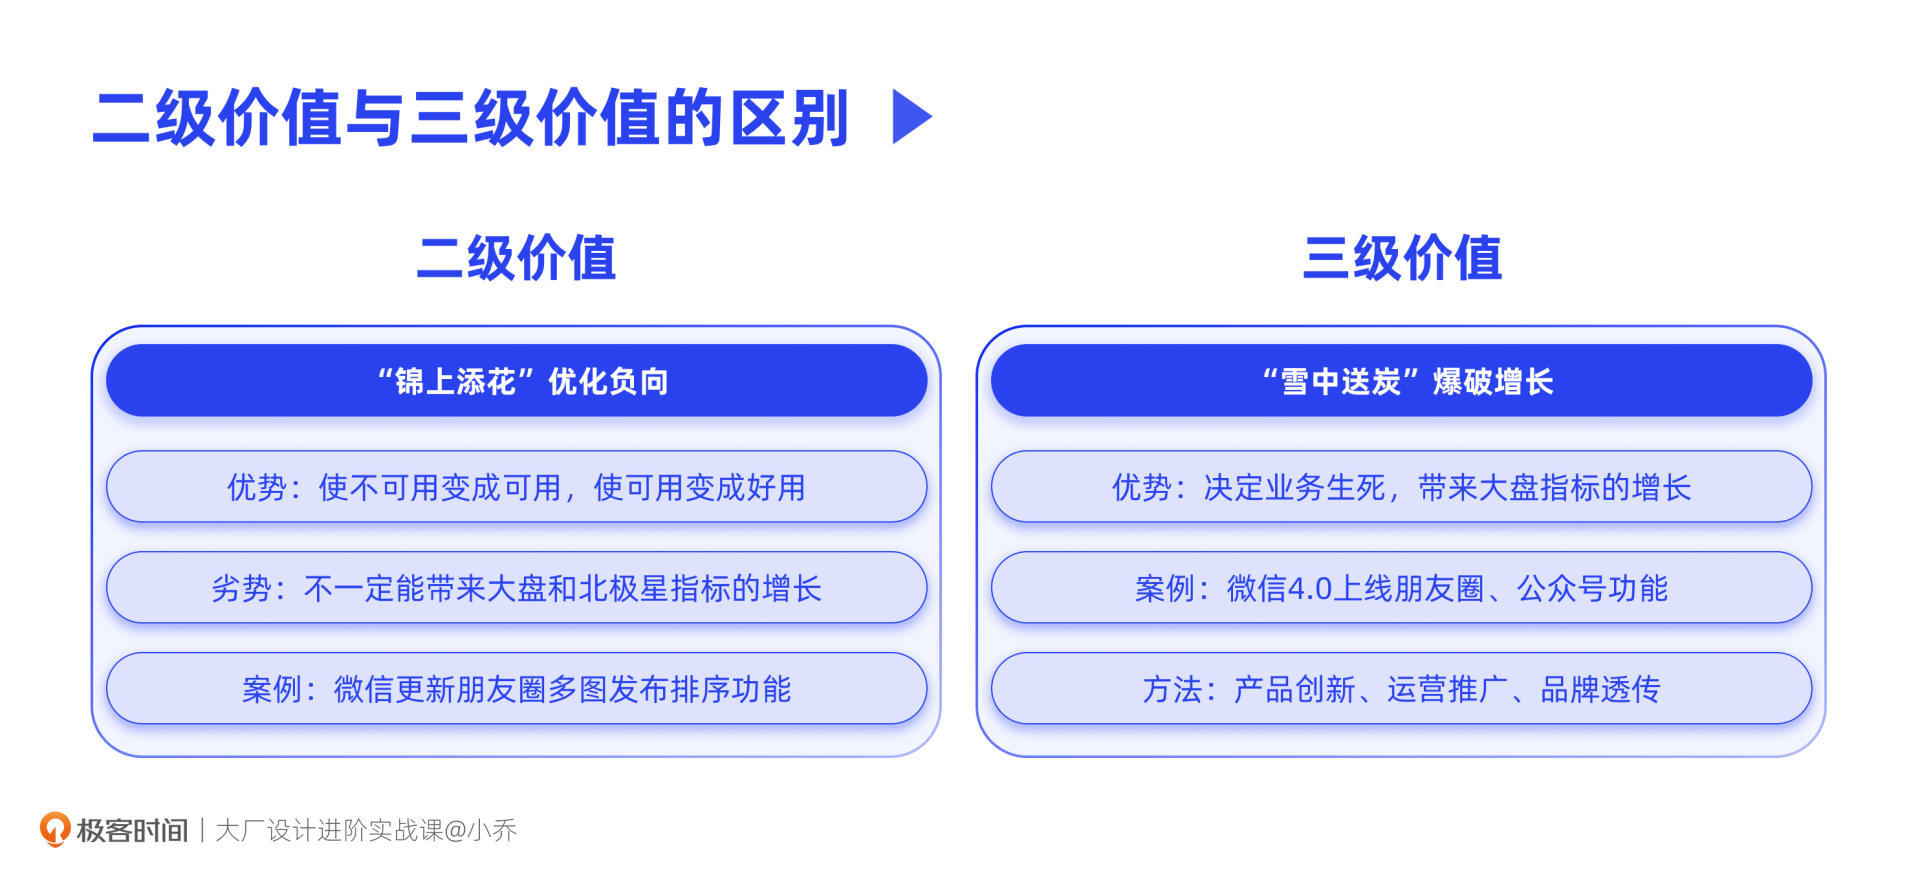 二级价值与三级价值的区别
二级价值
“锦上添花”优化负向
优势：使不可用变成可用，使可用变成好用
劣势：不一定能带来大盘和北极星指标的增长
案例：微信更新朋友圈多图发布排序功能
三级价值
“雪中送炭”爆破增长
优势：决定业务生死，带来大盘指标的增长
案例：微信4.0上线朋友圈、公众号功能
方法：产品创新、运营推广、品牌透传
极客时间 | 大厂设计进阶实战课@小乔